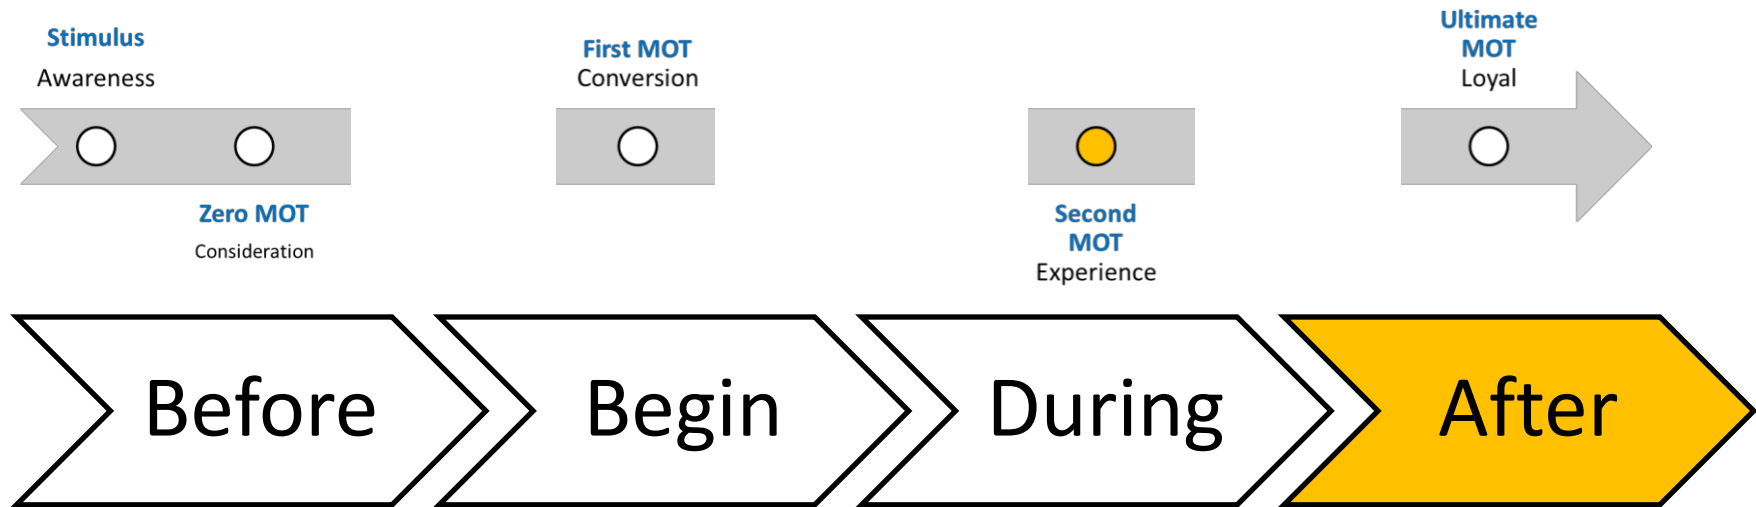 Stimulus
Awareness
Zero MOT
Consideration
First MOT
Conversion
Second
MOT
Experience
Ultimate
MOT
Loyal
Before
Begin
During
After